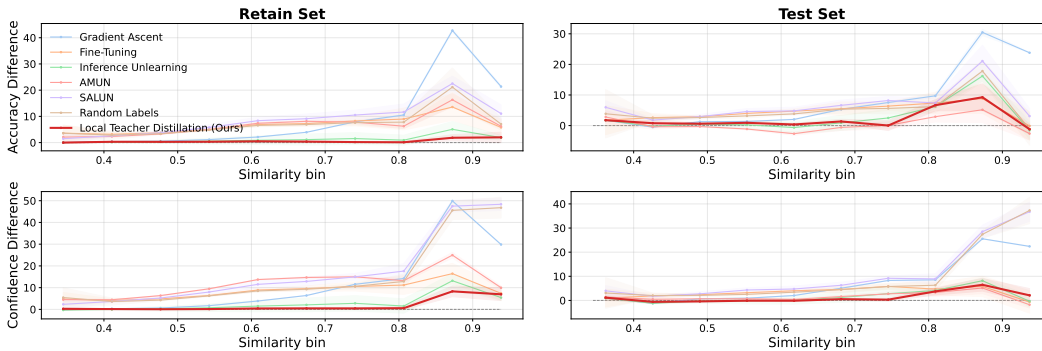 Retain Set
Test Set
Accuracy Difference
40
30
20
10
0
Gradient Ascent
Fine-Tuning
Inference Unlearning
AMUN
SALUN
Random Labels
Local Teacher Distillation (Ours)
0.4 0.5 0.6 0.7 0.8 0.9
Similarity bin
30
20
10
0
0.4 0.5 0.6 0.7 0.8 0.9
Similarity bin
Confidence Difference
50
40
30
20
10
0
0.4 0.5 0.6 0.7 0.8 0.9
Similarity bin
40
30
20
10
0
0.4 0.5 0.6 0.7 0.8 0.9
Similarity bin